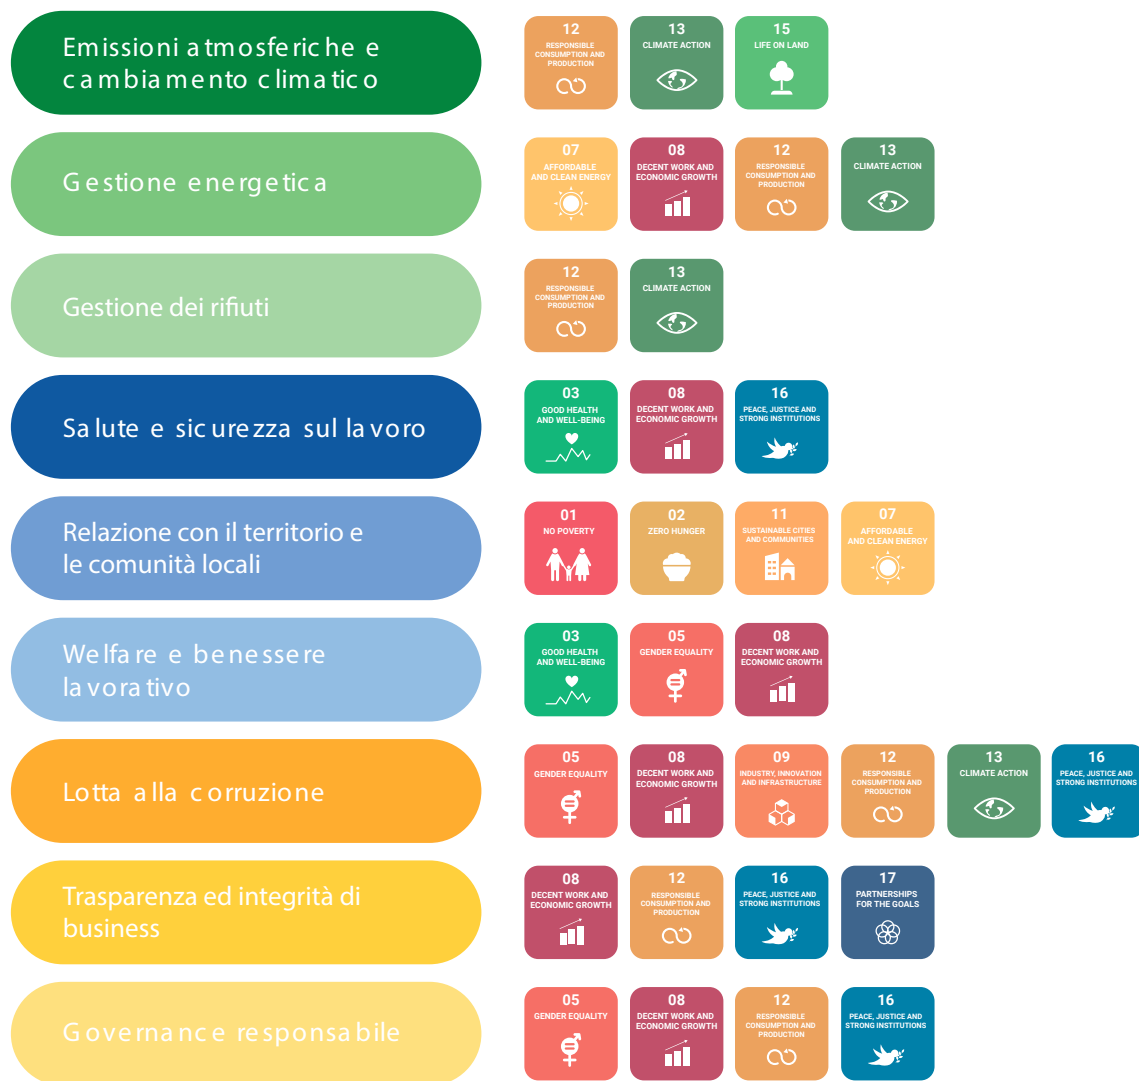 Emissioni atmosferiche e
cambiamento climatico
12
RESPONSIBLE
CONSUMPTION AND
PRODUCTION
13
CLIMATE ACTION
15
LIFE ON LAND
Gestione energetica
07
AFFORDABLE
AND CLEAN ENERGY
08
DECENT WORK AND
ECONOMIC GROWTH
12
RESPONSIBLE
CONSUMPTION AND
PRODUCTION
13
CLIMATE ACTION
Gestione dei rifiuti
12
RESPONSIBLE
CONSUMPTION AND
PRODUCTION
13
CLIMATE ACTION
Salute e sicurezza sul lavoro
03
GOOD HEALTH
AND WELL-BEING
08
DECENT WORK AND
ECONOMIC GROWTH
16
PEACE, JUSTICE AND
STRONG INSTITUTIONS
Relazione con il territorio e
le comunità locali
01
NO POVERTY
02
ZERO HUNGER
11
SUSTAINABLE CITIES
AND COMMUNITIES
07
AFFORDABLE
AND CLEAN ENERGY
Welfare e benessere
lavorativo
03
GOOD HEALTH
AND WELL-BEING
05
GENDER EQUALITY
08
DECENT WORK AND
ECONOMIC GROWTH
Lotta alla corruzione
05
GENDER EQUALITY
08
DECENT WORK AND
ECONOMIC GROWTH
09
INDUSTRY, INNOVATION
AND INFRASTRUCTURE
12
RESPONSIBLE
CONSUMPTION AND
PRODUCTION
13
CLIMATE ACTION
16
PEACE, JUSTICE AND
STRONG INSTITUTIONS
Trasparenza ed integrità di
business
08
DECENT WORK AND
ECONOMIC GROWTH
12
RESPONSIBLE
CONSUMPTION AND
PRODUCTION
16
PEACE, JUSTICE AND
STRONG INSTITUTIONS
17
PARTNERSHIPS
FOR THE GOALS
Governance responsabile
05
GENDER EQUALITY
08
DECENT WORK AND
ECONOMIC GROWTH
12
RESPONSIBLE
CONSUMPTION AND
PRODUCTION
16
PEACE, JUSTICE AND
STRONG INSTITUTIONS